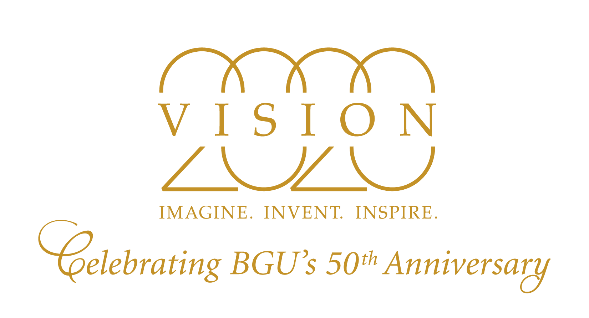 2020
VISION
IMAGINE. INVENT. INSPIRE.
Celebrating BGU's 50th Anniversary